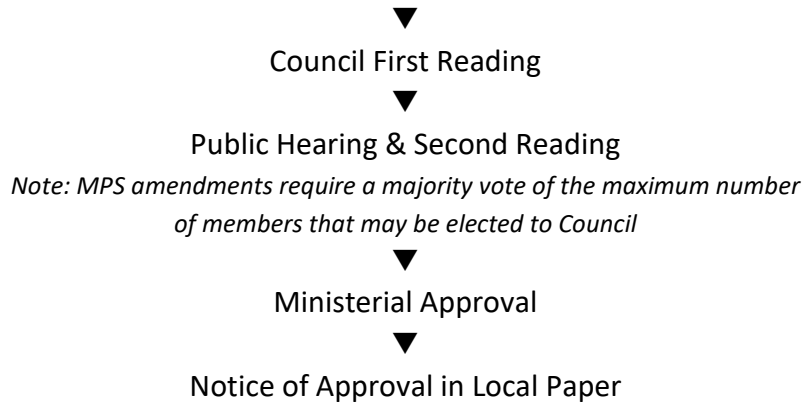 Council First Reading
Public Hearing & Second Reading
Note: MPS amendments require a majority vote of the maximum number
of members that may be elected to Council
Ministerial Approval
Notice of Approval in Local Paper